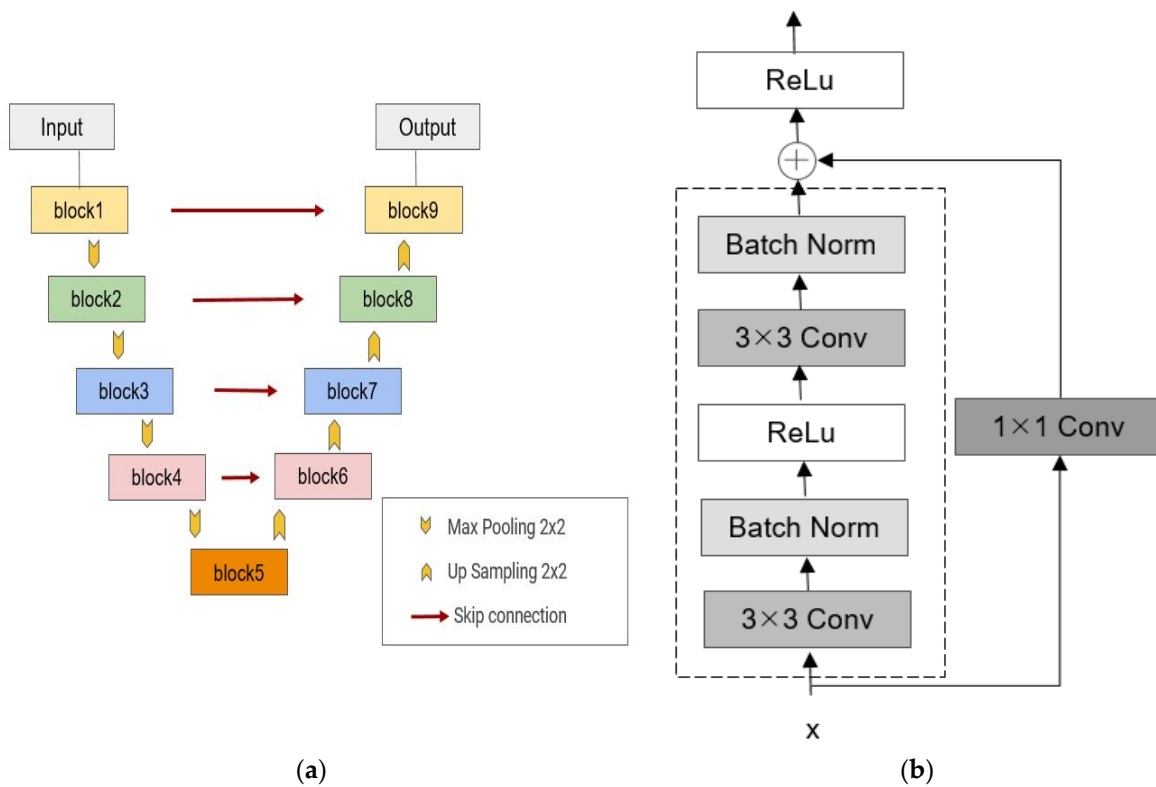 Input
Output
block1
block9
block2
block8
block3
block7
block4
block6
block5
Max Pooling 2x2
Up Sampling 2x2
Skip connection
(a)
ReLu
+
Batch Norm
3×3 Conv
ReLu
1×1 Conv
Batch Norm
3×3 Conv
x
(b)